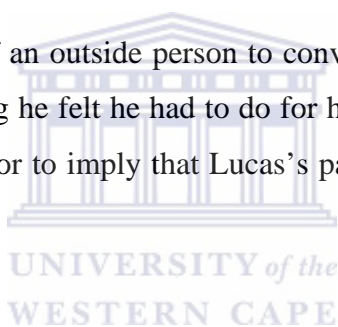 f an outside person to conv
g he felt he had to do for h
or to imply that Lucas's pa
UNIVERSITY of the
WESTERN CAPE